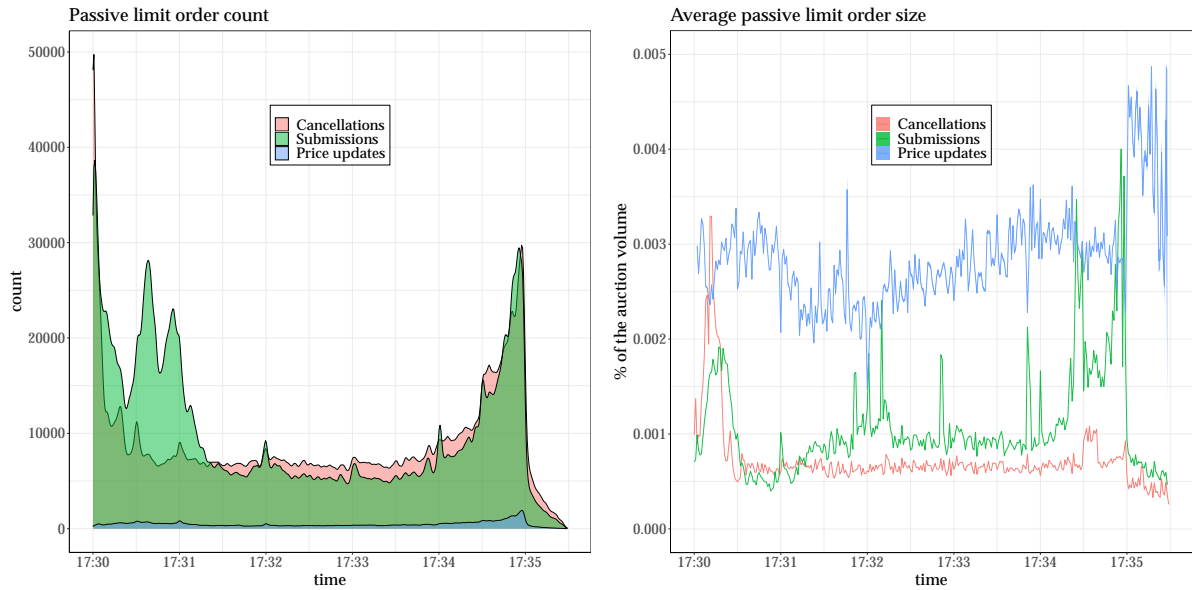 Passive limit order count
50000
40000
30000
20000
10000
0
count
Cancellations
Submissions
Price updates
17:30
17:31
17:32
17:33
17:34
17:35
time
Average passive limit order size
0.005
0.004
0.003
0.002
0.001
0.000
% of the auction volume
Cancellations
Submissions
Price updates
17:30
17:31
17:32
17:33
17:34
17:35
time